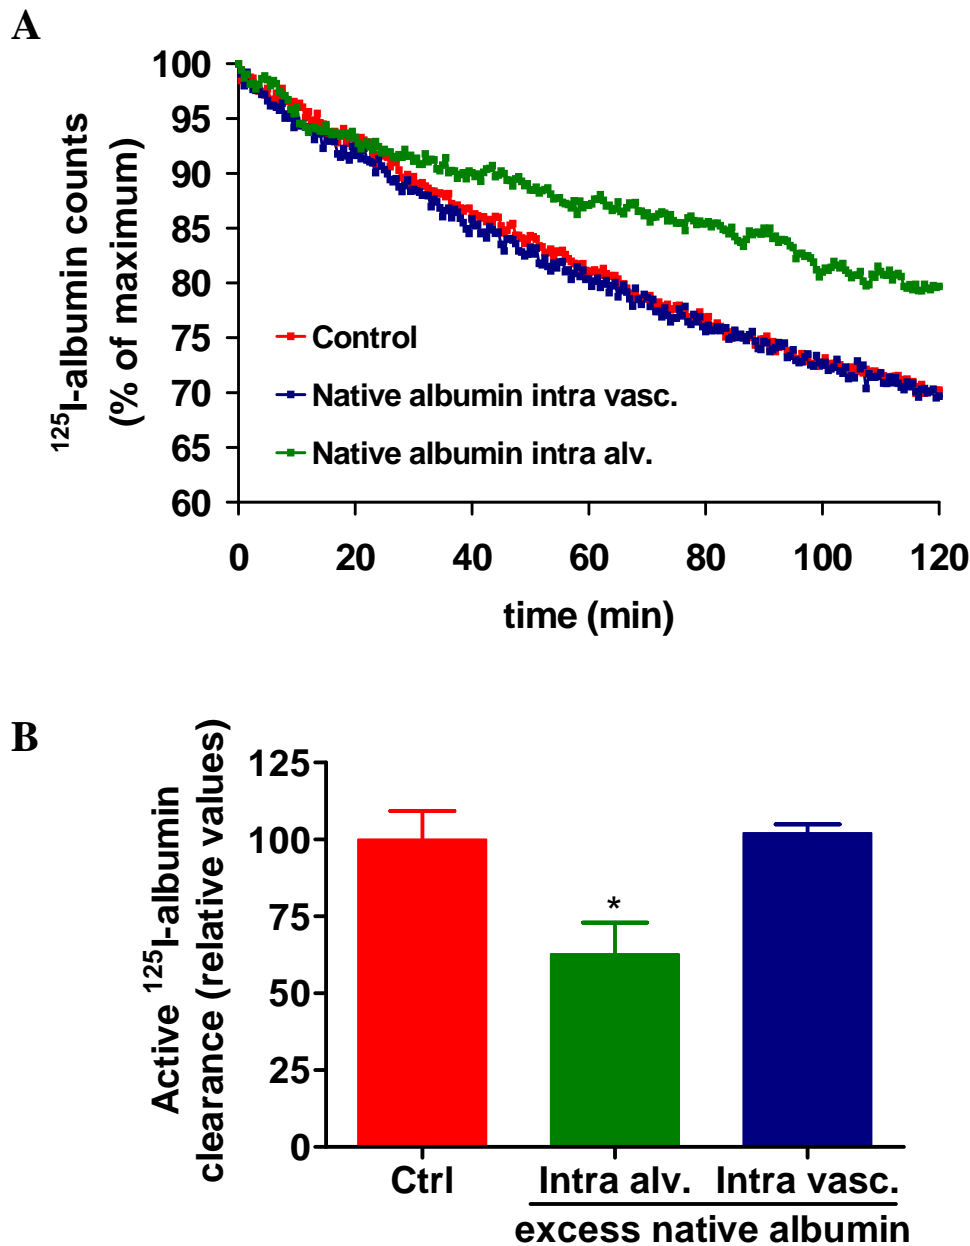 A
¹²⁵I-albumin counts
(% of maximum)
100
95
90
85
80
75
70
65
60
Control
Native albumin intra vasc.
Native albumin intra alv.
0 20 40 60 80 100 120
time (min)
B
Active ¹²⁵I-albumin
clearance (relative values)
125
100
75
50
25
0
*
Ctrl Intra alv. Intra vasc.
excess native albumin